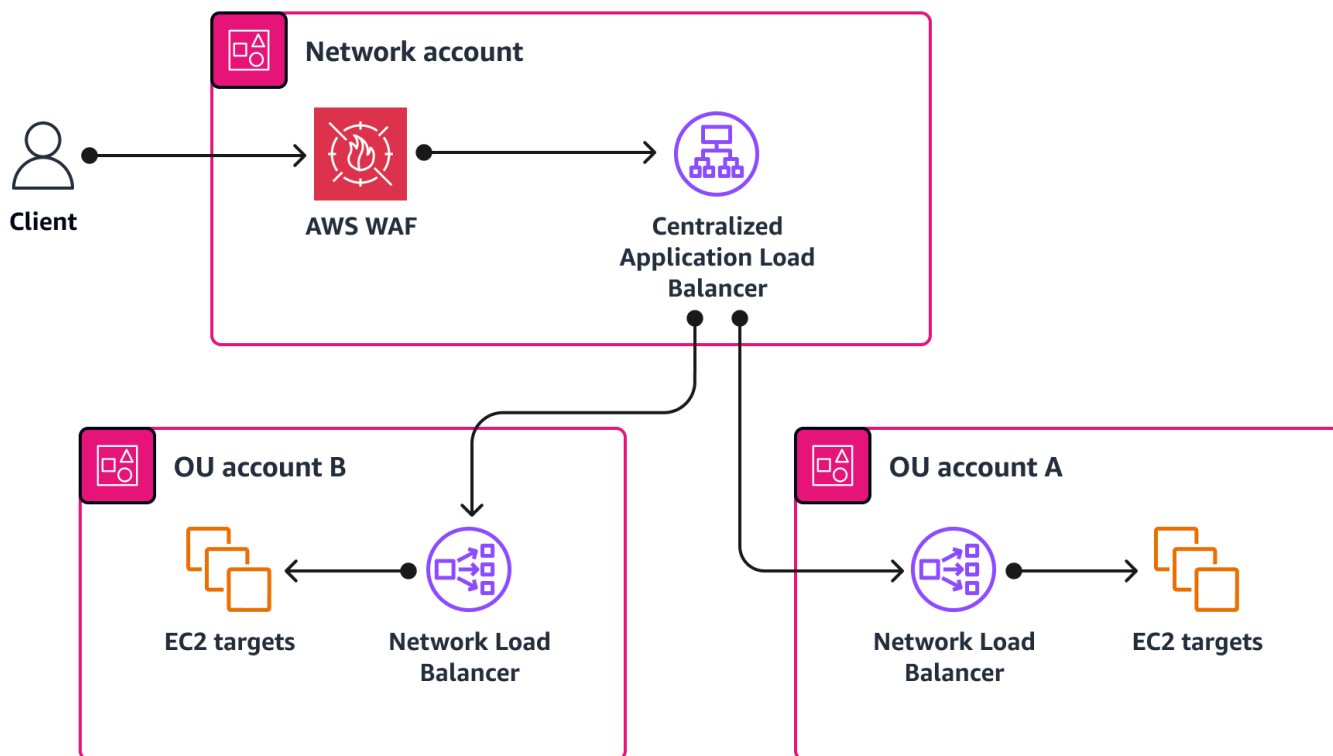 Network account
Client
AWS WAF
Centralized
Application Load
Balancer
OU account B
EC2 targets
Network Load
Balancer
OU account A
Network Load
Balancer
EC2 targets